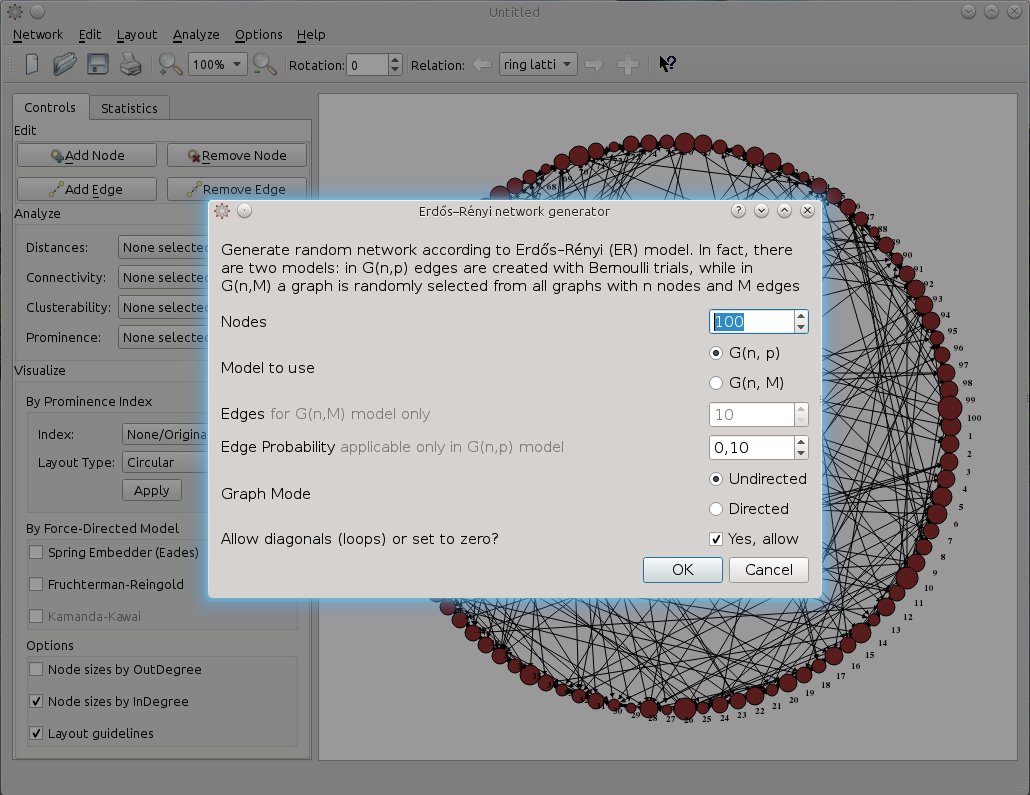 Untitled
Network Edit Layout Analyze Options Help
100% Rotation: 0 Relation: ring latti
Controls Statistics
Edit
Add Node Remove Node
Add Edge Remove Edge
Analyze
Distances: None selected
Connectivity: None selected
Clusterability: None selected
Prominence: None selected
Visualize
By Prominence Index
Index: None/Origina
Layout Type: Circular
Apply
By Force-Directed Model
Spring Embedder (Eades)
Fruchterman-Reingold
Kamanda-Kawai
Options
Node sizes by OutDegree
Node sizes by InDegree
Layout guidelines
Erdős–Rényi network generator
Generate random network according to Erdős–Rényi (ER) model. In fact, there
are two models: in G(n,p) edges are created with Bernoulli trials, while in
G(n,M) a graph is randomly selected from all graphs with n nodes and M edges
Nodes 100
Model to use
G(n, p)
G(n, M)
Edges for G(n,M) model only 10
Edge Probability applicable only in G(n,p) model 0,10
Graph Mode
Undirected
Directed
Allow diagonals (loops) or set to zero? Yes, allow
OK Cancel
68
88
89
90
91
92
93
94
95
96
97
98
99
100
1
2
3
4
5
6
7
8
9
10
11
12
13
14
15
16
17
18
19
20
21
22
23
24
25
26
27
28
29
30